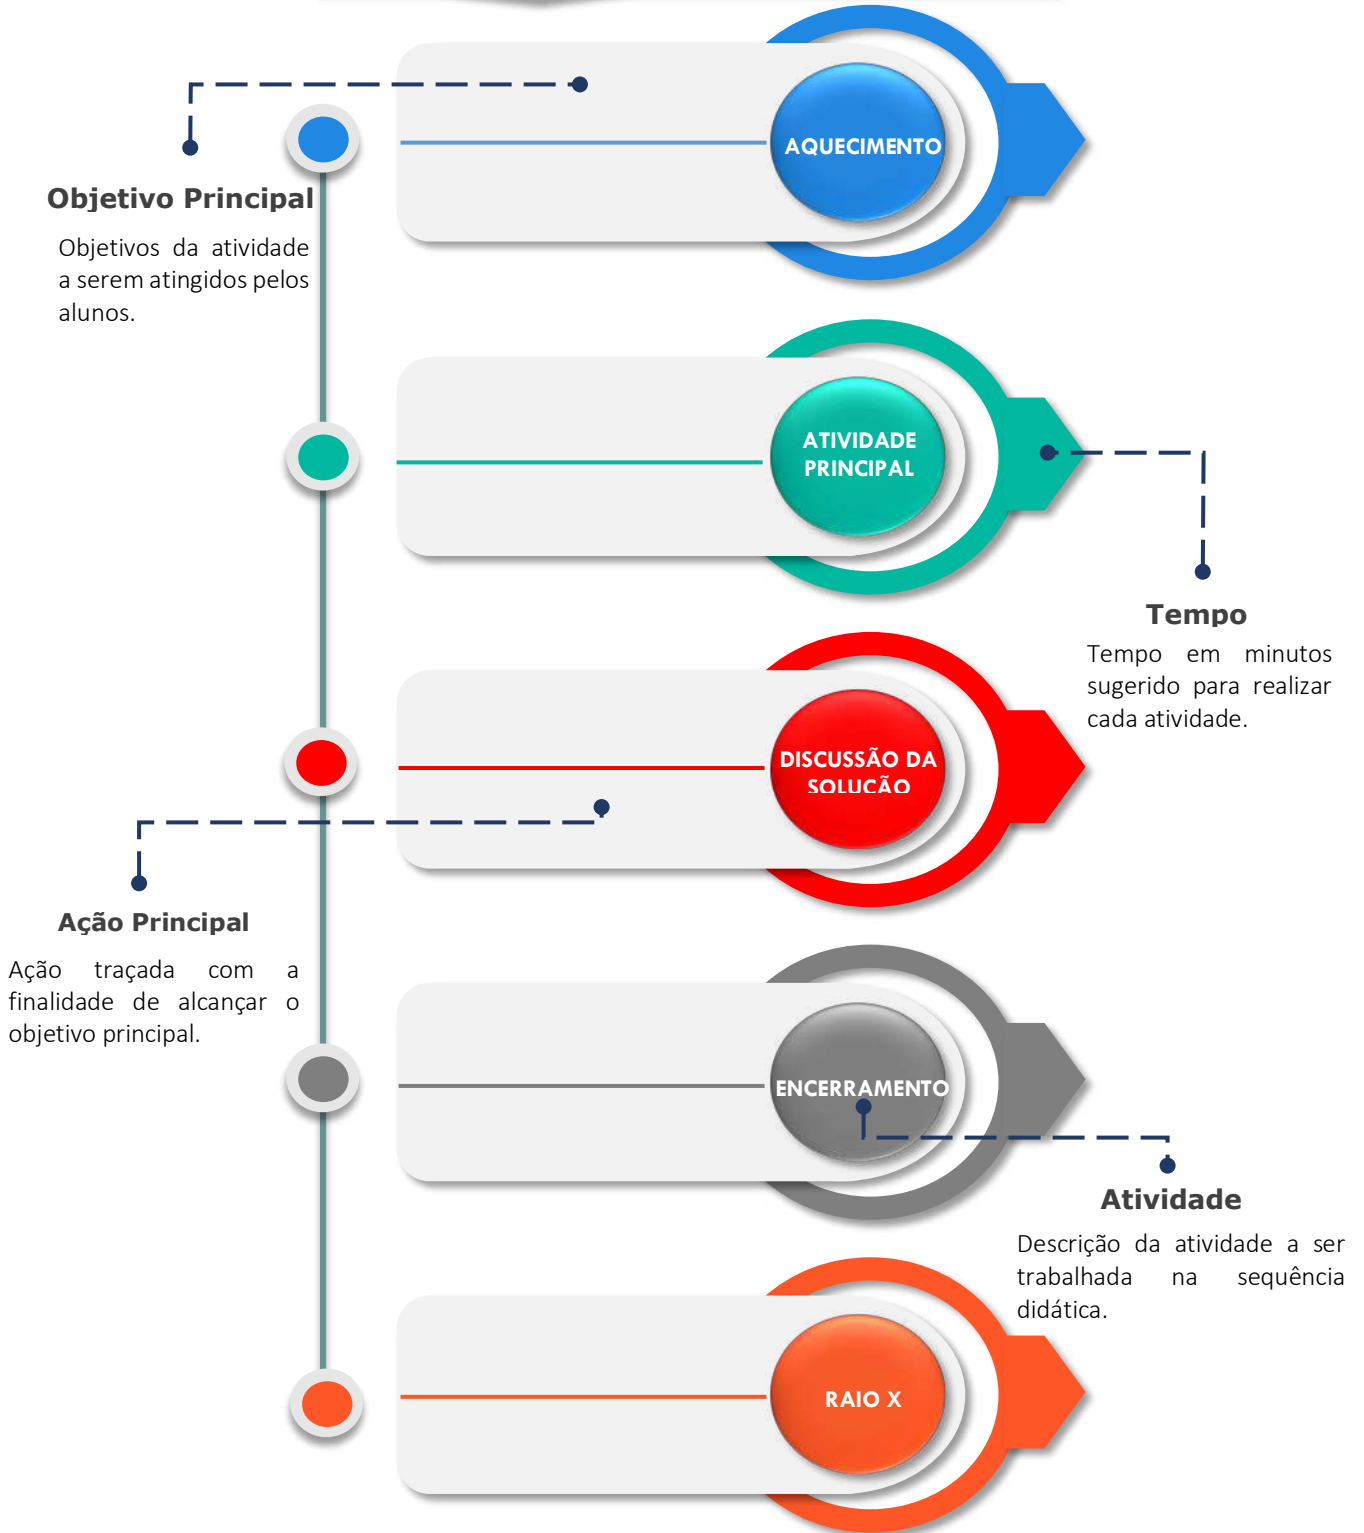 AQUECIMENTO
Objetivo Principal
Objetivos da atividade
a serem atingidos pelos
alunos.
ATIVIDADE
PRINCIPAL
Tempo
Tempo em minutos
sugerido para realizar
cada atividade.
DISCUSSÃO DA
SOLUÇÃO
Ação Principal
Ação traçada com a
finalidade de alcançar o
objetivo principal.
ENCERRAMENTO
Atividade
Descrição da atividade a ser
trabalhada na sequência
didática.
RAIO X